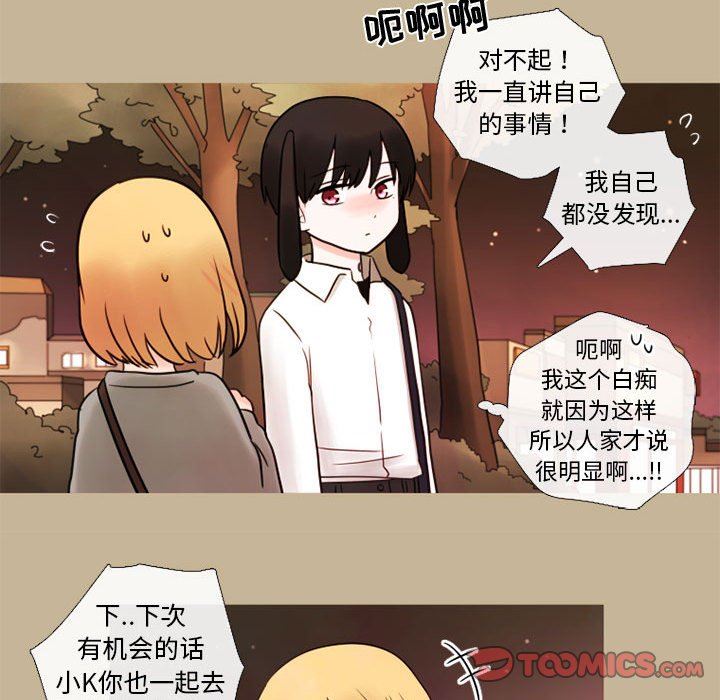 呃啊啊
对不起！
我一直讲自己
的事情！
我自己
都没发现...
呃啊
我这个白痴
就因为这样
所以人家才说
很明显啊...!!
下..下次
有机会的话
小K你也一起去
TOOMICS.COM